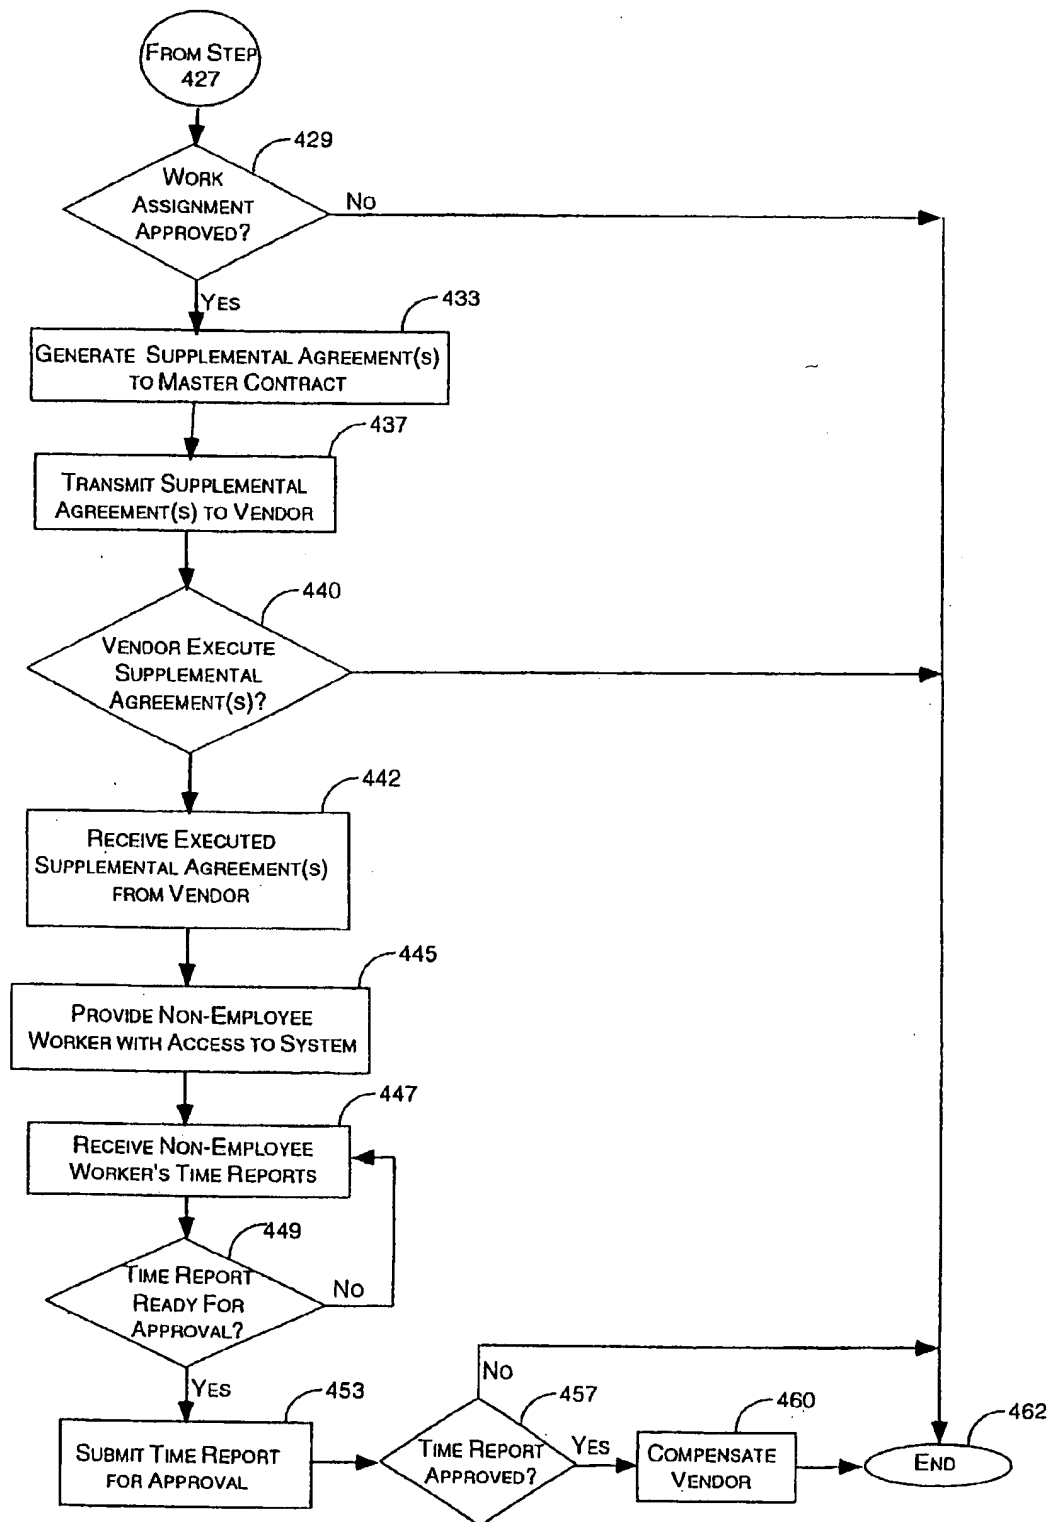 FROM STEP
427
429
WORK
ASSIGNMENT
APPROVED?
NO
YES
433
GENERATE SUPPLEMENTAL AGREEMENT(S)
TO MASTER CONTRACT
437
TRANSMIT SUPPLEMENTAL
AGREEMENT(S) TO VENDOR
440
VENDOR EXECUTE
SUPPLEMENTAL
AGREEMENT(S)?
442
RECEIVE EXECUTED
SUPPLEMENTAL AGREEMENT(S)
FROM VENDOR
445
PROVIDE NON-EMPLOYEE
WORKER WITH ACCESS TO SYSTEM
447
RECEIVE NON-EMPLOYEE
WORKER'S TIME REPORTS
449
TIME REPORT
READY FOR
APPROVAL?
NO
YES
453
SUBMIT TIME REPORT
FOR APPROVAL
NO
457
TIME REPORT
APPROVED?
YES
460
COMPENSATE
VENDOR
462
END